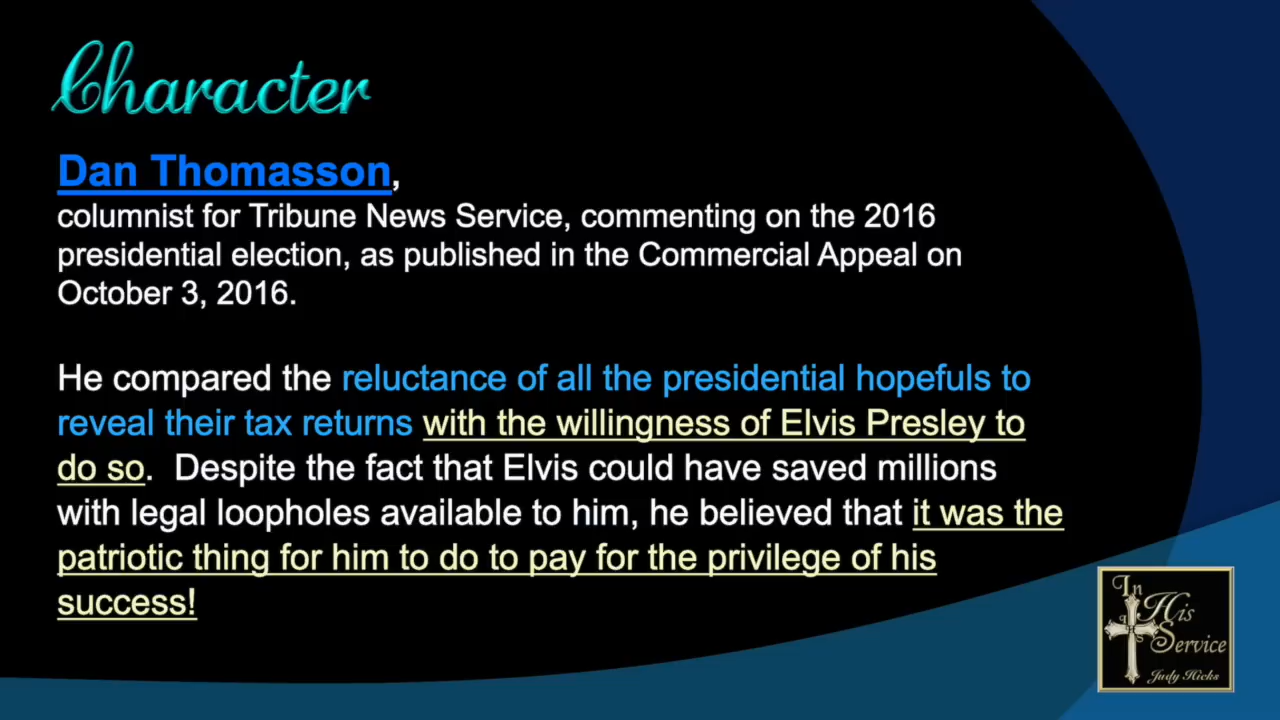 Character
Dan Thomasson,
columnist for Tribune News Service, commenting on the 2016
presidential election, as published in the Commercial Appeal on
October 3, 2016.
He compared the reluctance of all the presidential hopefuls to
reveal their tax returns with the willingness of Elvis Presley to
do so. Despite the fact that Elvis could have saved millions
with legal loopholes available to him, he believed that it was the
patriotic thing for him to do to pay for the privilege of his
success!
In
His
Service
Judy Hicks